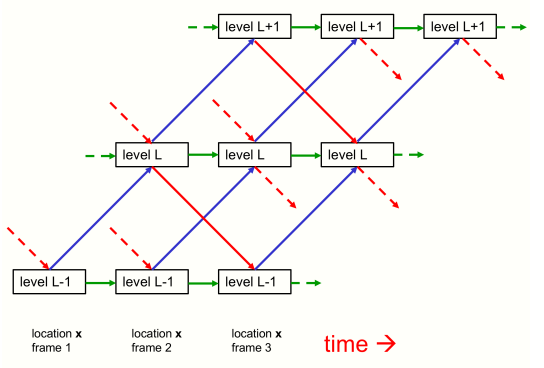 level L+1
level L+1
level L+1
level L
level L
level L
level L-1
level L-1
level L-1
location x
frame 1
location x
frame 2
location x
frame 3
time →